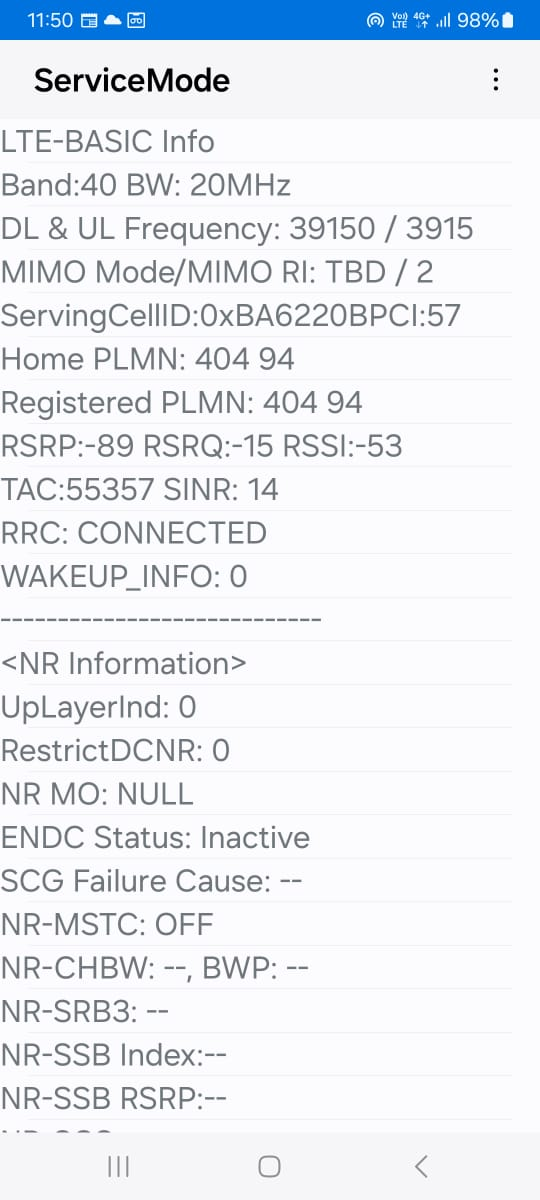 11:50 Vo) LTE 4G+ 98%
ServiceMode
LTE-BASIC Info
Band:40 BW: 20MHz
DL & UL Frequency: 39150 / 3915
MIMO Mode/MIMO RI: TBD / 2
ServingCellID:0xBA6220BPCI:57
Home PLMN: 404 94
Registered PLMN: 404 94
RSRP:-89 RSRQ:-15 RSSI:-53
TAC:55357 SINR: 14
RRC: CONNECTED
WAKEUP_INFO: 0
----------------------------
<NR Information>
UpLayerInd: 0
RestrictDCNR: 0
NR MO: NULL
ENDC Status: Inactive
SCG Failure Cause: --
NR-MSTC: OFF
NR-CHBW: --, BWP: --
NR-SRB3: --
NR-SSB Index:--
NR-SSB RSRP:--